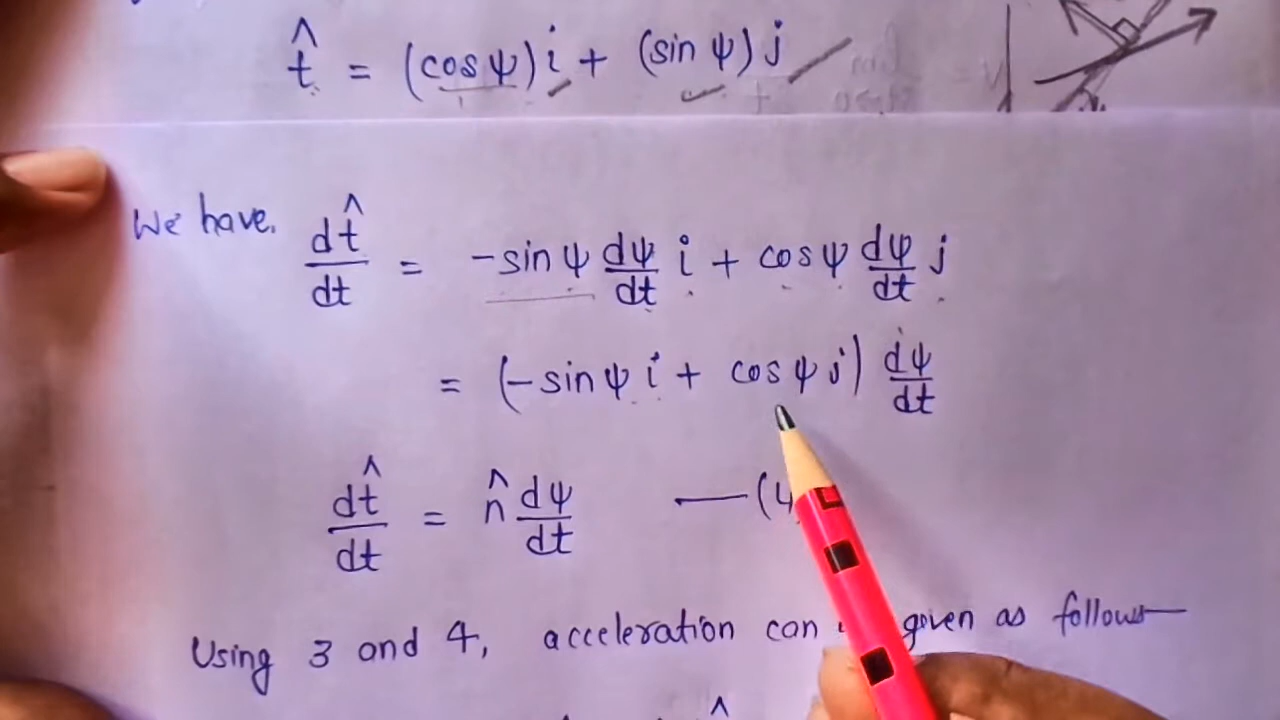 t̂ = (cos ψ) i + (sin ψ) j
We have, dt̂/dt = -sin ψ dψ/dt i + cos ψ dψ/dt j
= (-sin ψ i + cos ψ j) dψ/dt
dt̂/dt = n̂ dψ/dt — (4
Using 3 and 4, acceleration can given as follows—